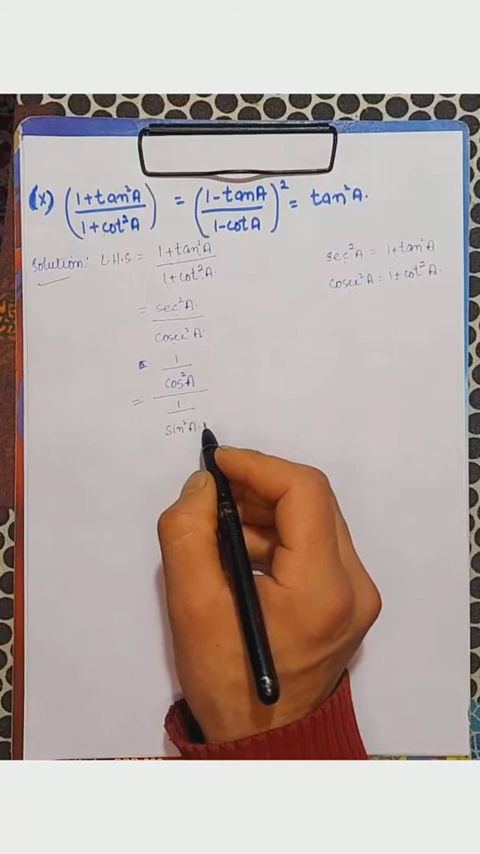 (x) (1+tan²A / 1+cot²A) = (1-tanA / 1-cotA)² = tan²A.
Solution: L.H.S = 1+tan²A / 1+cot²A.
sec²A = 1+tan²A
cosec²A = 1+cot²A.
= sec²A. / cosec²A.
= 1/cos²A / 1/sin²A.